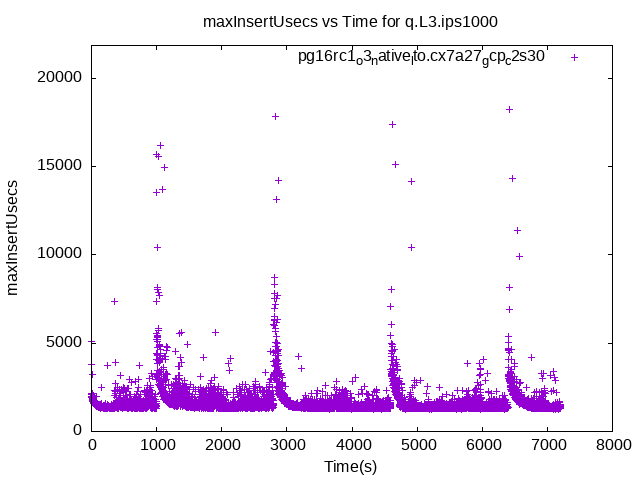 maxInsertUsecs vs Time for q.L3.ips1000
pg16rc1_o3_native_lto.cx7a27_gcp_c2s30
20000
15000
10000
5000
0
maxInsertUsecs
0 1000 2000 3000 4000 5000 6000 7000 8000
Time(s)